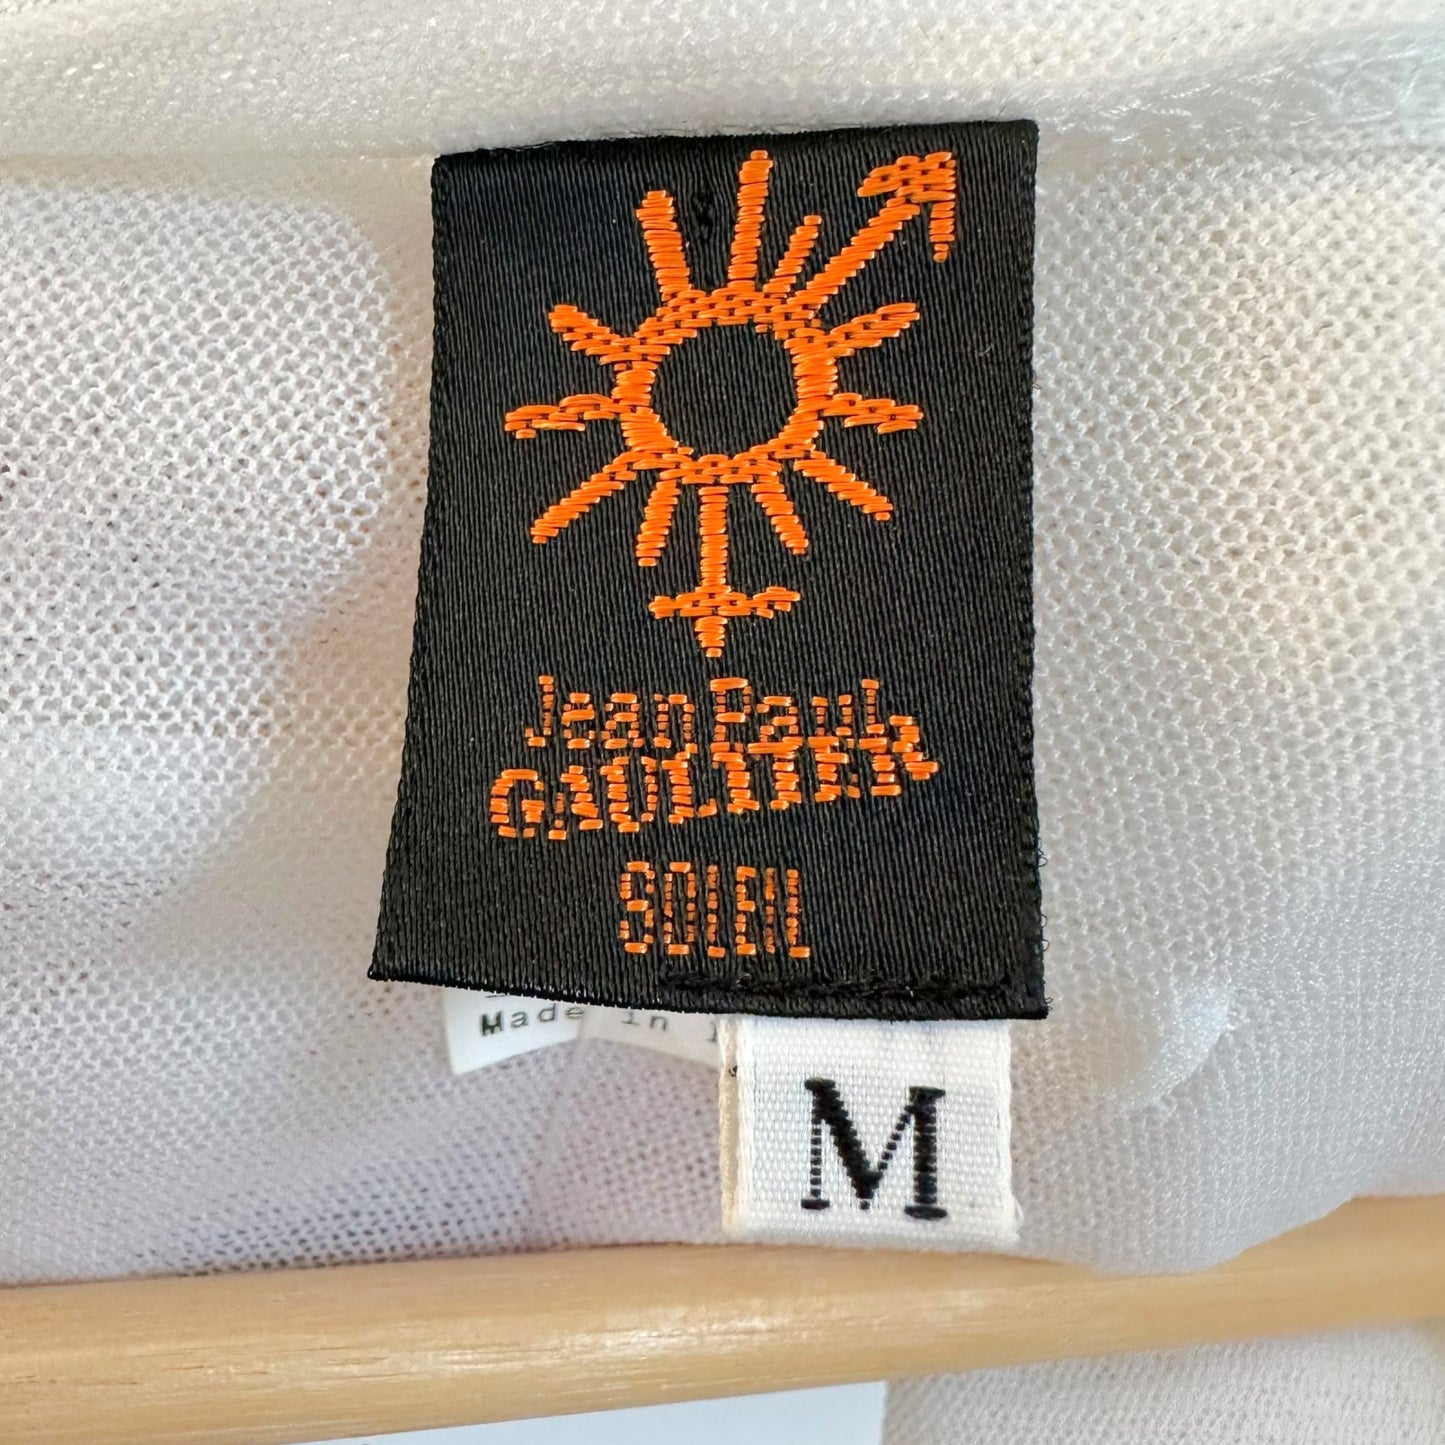 Jean Paul
GAULTIER
SOLEIL
Made in
M